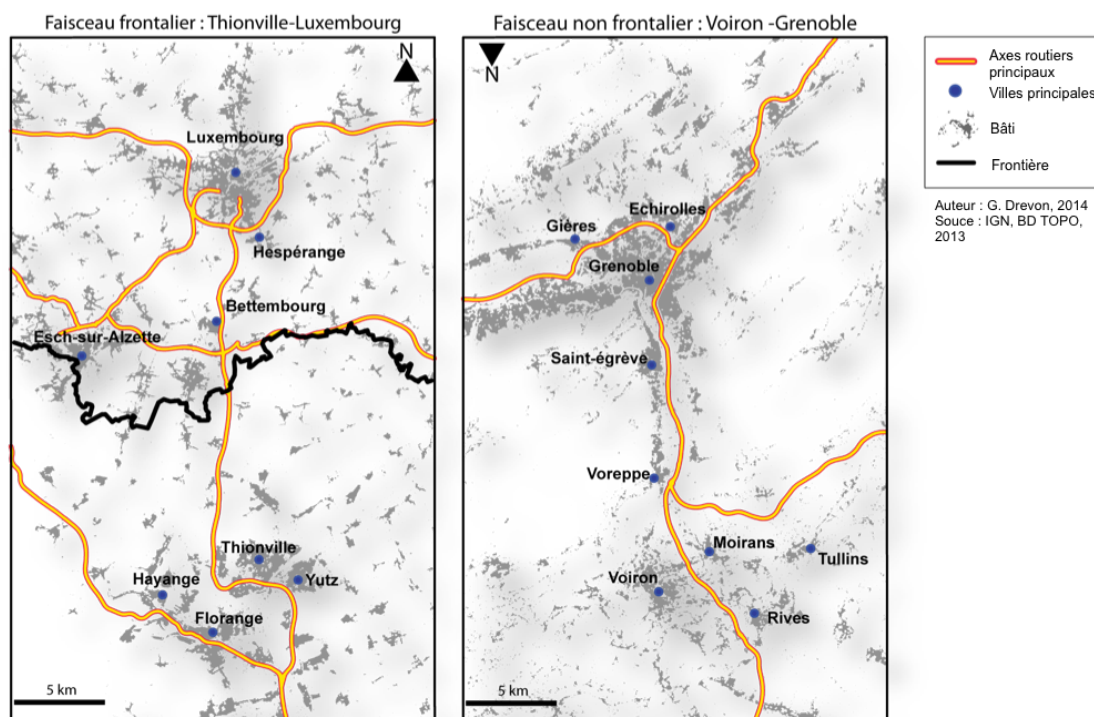 Faisceau frontalier : Thionville-Luxembourg
N
Luxembourg
Hespérange
Bettembourg
Esch-sur-Alzette
Thionville
Hayange
Yutz
Florange
5 km
Faisceau non frontalier : Voiron -Grenoble
N
Echirolles
Gières
Grenoble
Saint-égrève
Voreppe
Moirans
Tullins
Voiron
Rives
5 km
Axes routiers
principaux
Villes principales
Bâti
Frontière
Auteur : G. Drevon, 2014
Souce : IGN, BD TOPO,
2013